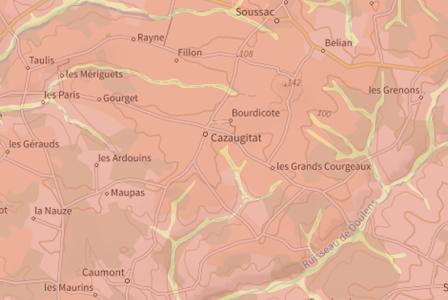 Soussac
Rayne
Belian
Fillon
108
Taulis
les Mériguets
142
les Grenons
les Paris
Gourget
Bourdicote
100
Cazaugitat
les Gérauds
les Ardouins
les Grands Courgeaux
Maupas
ot
la Nauze
Ruisseau de Doulens
Caumont
les Maurins